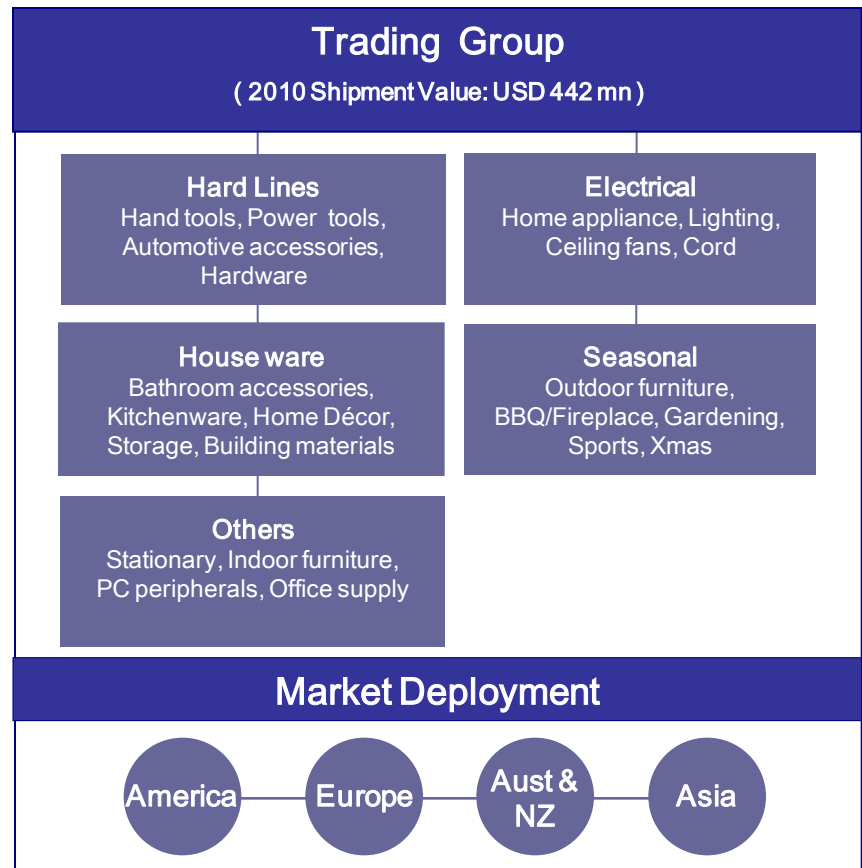 Trading Group
( 2010 Shipment Value: USD 442 mn )
Hard Lines
Hand tools, Power tools,
Automotive accessories,
Hardware
Electrical
Home appliance, Lighting,
Ceiling fans, Cord
House ware
Bathroom accessories,
Kitchenware, Home Décor,
Storage, Building materials
Seasonal
Outdoor furniture,
BBQ/Fireplace, Gardening,
Sports, Xmas
Others
Stationary, Indoor furniture,
PC peripherals, Office supply
Market Deployment
America
Europe
Aust &
NZ
Asia